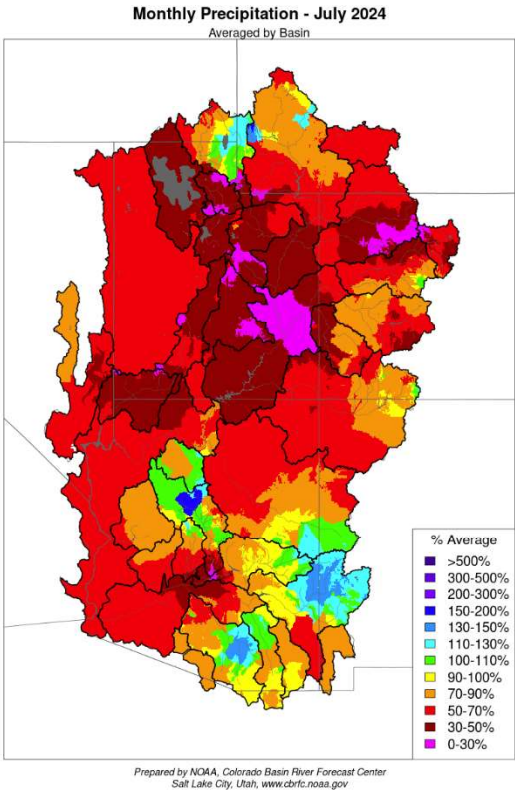 Monthly Precipitation - July 2024
Averaged by Basin
% Average
>500%
300-500%
200-300%
150-200%
130-150%
110-130%
100-110%
90-100%
70-90%
50-70%
30-50%
0-30%
Prepared by NOAA, Colorado Basin River Forecast Center
Salt Lake City, Utah, www.cbrfc.noaa.gov